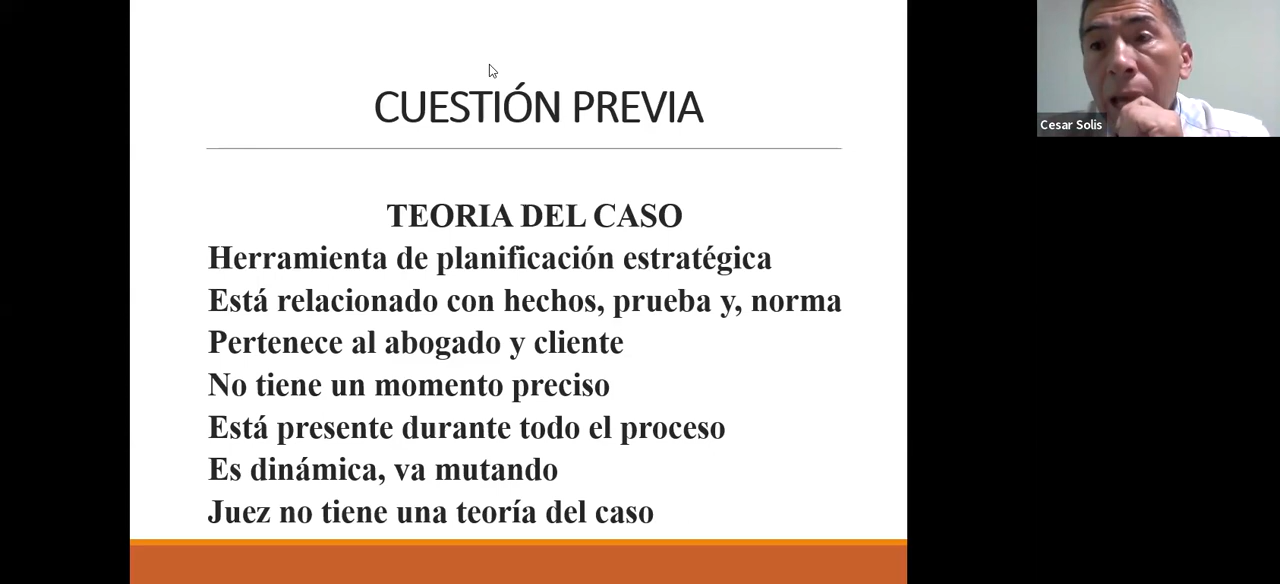 CUESTIÓN PREVIA
TEORIA DEL CASO
Herramienta de planificación estratégica
Está relacionado con hechos, prueba y, norma
Pertenece al abogado y cliente
No tiene un momento preciso
Está presente durante todo el proceso
Es dinámica, va mutando
Juez no tiene una teoría del caso
Cesar Solis